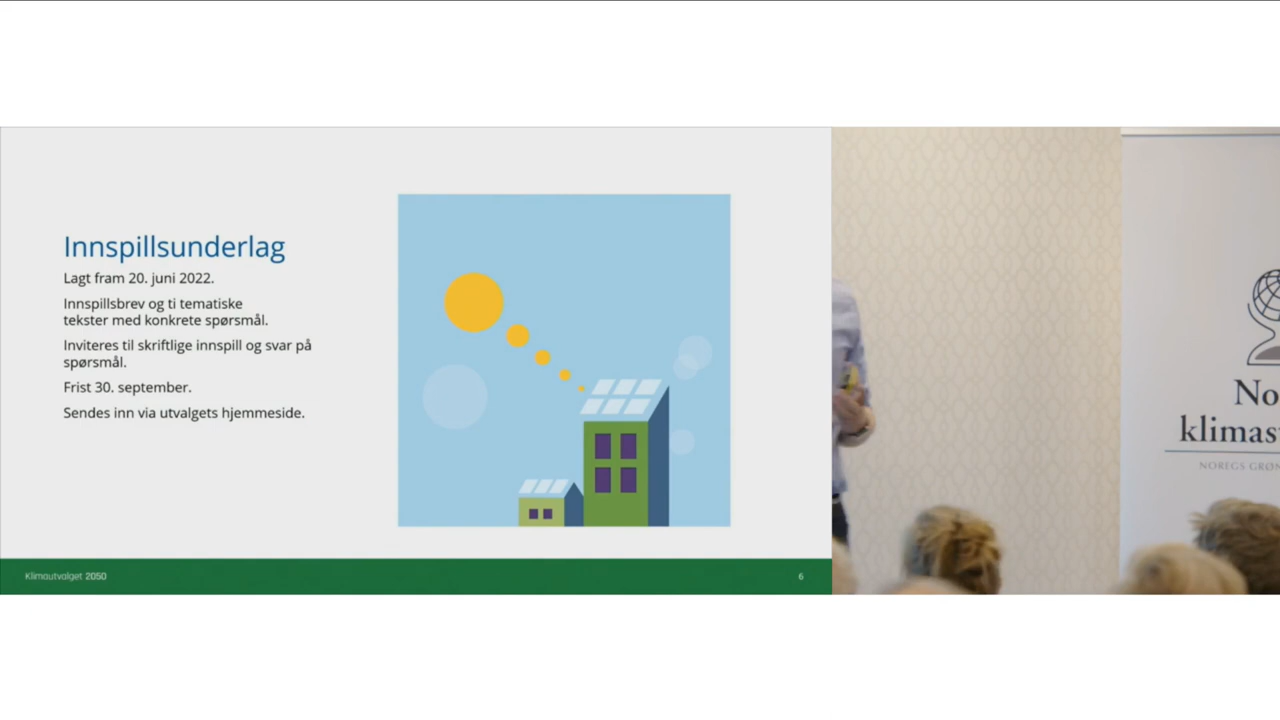 Innspillsunderlag
Lagt fram 20. juni 2022.
Innspillsbrev og ti tematiske
tekster med konkrete spørsmål.
Inviteres til skriftlige innspill og svar på
spørsmål.
Frist 30. september.
Sendes inn via utvalgets hjemmeside.
Klimautvalget 2050
6
No
klimas
NOREGS GRØN